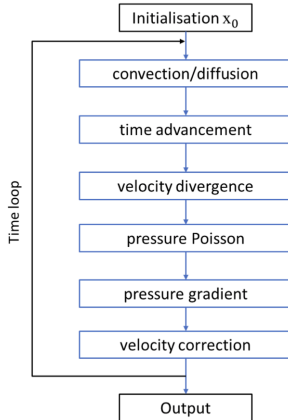 Initialisation x₀
convection/diffusion
time advancement
velocity divergence
Time loop
pressure Poisson
pressure gradient
velocity correction
Output